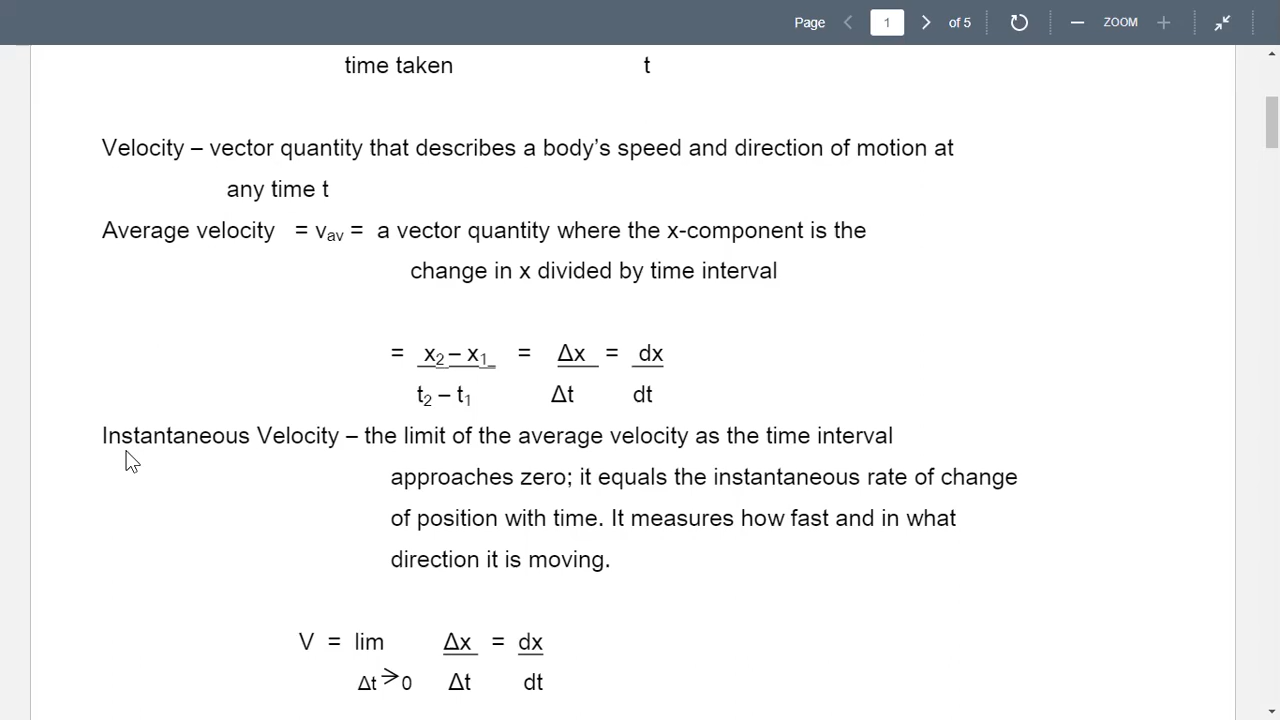 Page 1 of 5 ZOOM
time taken t
Velocity – vector quantity that describes a body’s speed and direction of motion at
any time t
Average velocity = vav = a vector quantity where the x-component is the
change in x divided by time interval
= x2 – x1 = Δx = dx
t2 – t1 Δt dt
Instantaneous Velocity – the limit of the average velocity as the time interval
approaches zero; it equals the instantaneous rate of change
of position with time. It measures how fast and in what
direction it is moving.
V = lim Δx = dx
Δt → 0 Δt dt